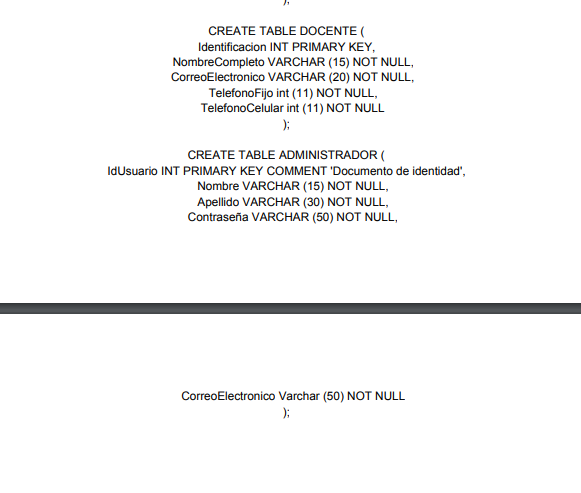 );
CREATE TABLE DOCENTE (
Identificacion INT PRIMARY KEY,
NombreCompleto VARCHAR (15) NOT NULL,
CorreoElectronico VARCHAR (20) NOT NULL,
TelefonoFijo int (11) NOT NULL,
TelefonoCelular int (11) NOT NULL
);
CREATE TABLE ADMINISTRADOR (
IdUsuario INT PRIMARY KEY COMMENT 'Documento de identidad',
Nombre VARCHAR (15) NOT NULL,
Apellido VARCHAR (30) NOT NULL,
Contraseña VARCHAR (50) NOT NULL,
CorreoElectronico Varchar (50) NOT NULL
);